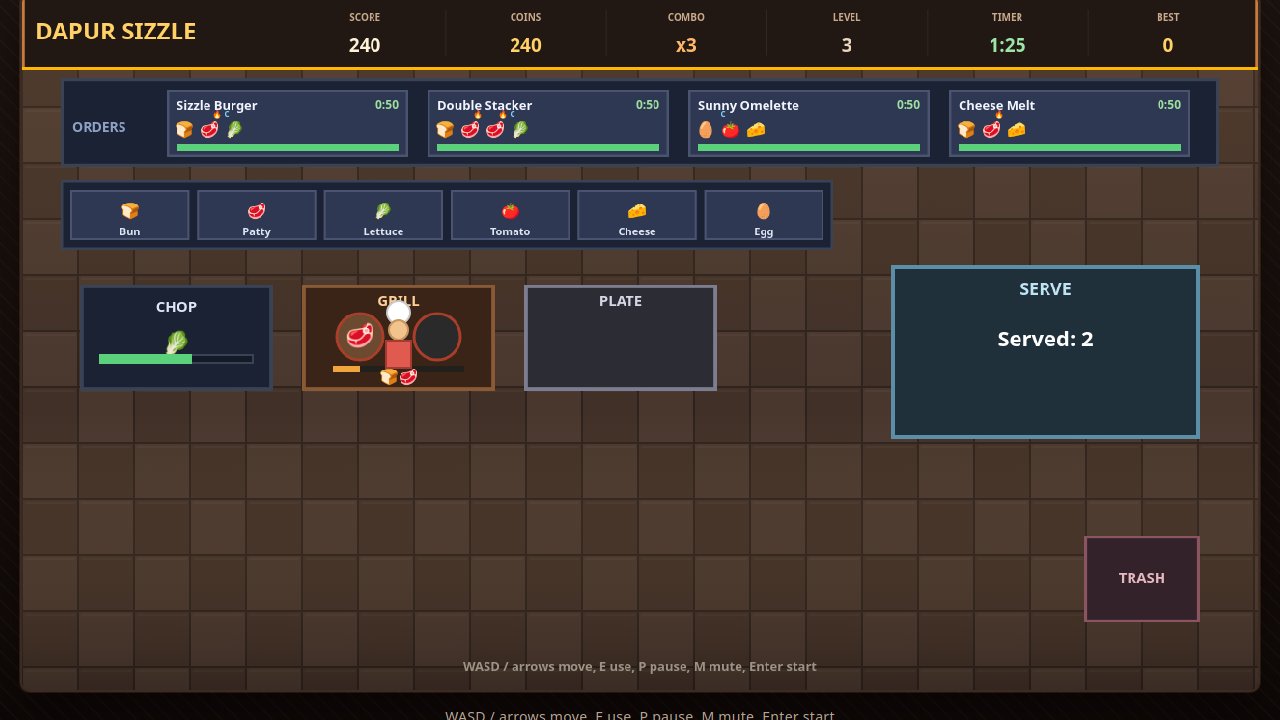 DAPUR SIZZLE
SCORE COINS COMBO LEVEL TIMER BEST
240 240 x3 3 1:25 0
ORDERS
Sizzle Burger 0:50
C
Double Stacker 0:50
C
Sunny Omelette 0:50
C
Cheese Melt 0:50
Bun Patty Lettuce Tomato Cheese Egg
CHOP
GRILL
PLATE
SERVE
Served: 2
TRASH
WASD / arrows move, E use, P pause, M mute, Enter start
WASD / arrows move, E use, P pause, M mute, Enter start